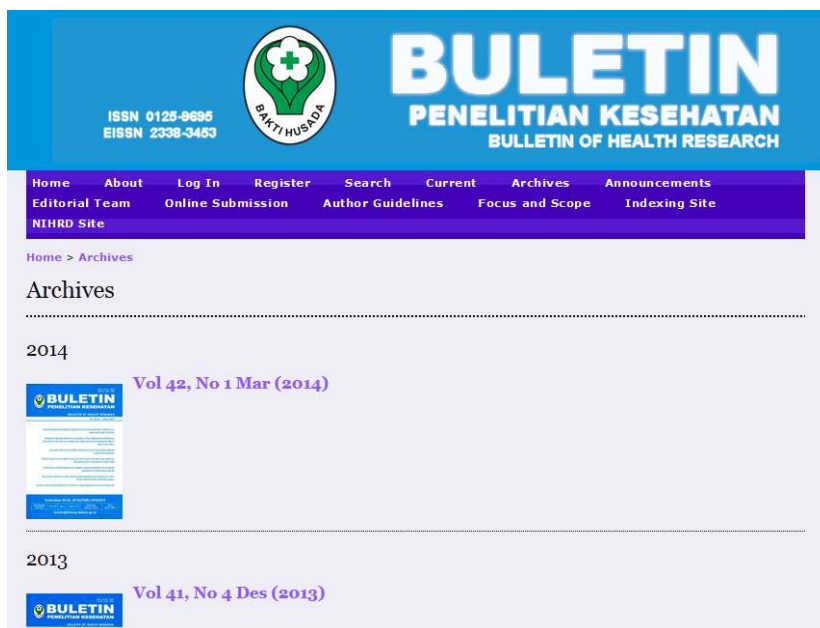 BULETIN
PENELITIAN KESEHATAN
BULLETIN OF HEALTH RESEARCH
ISSN 0125-9695
EISSN 2338-3453
BAKTI HUSADA
Home About Log In Register Search Current Archives Announcements
Editorial Team Online Submission Author Guidelines Focus and Scope Indexing Site
NIHRD Site
Home > Archives
Archives
2014
Vol 42, No 1 Mar (2014)
BULETIN
PENELITIAN KESEHATAN
2013
Vol 41, No 4 Des (2013)
BULETIN
PENELITIAN KESEHATAN